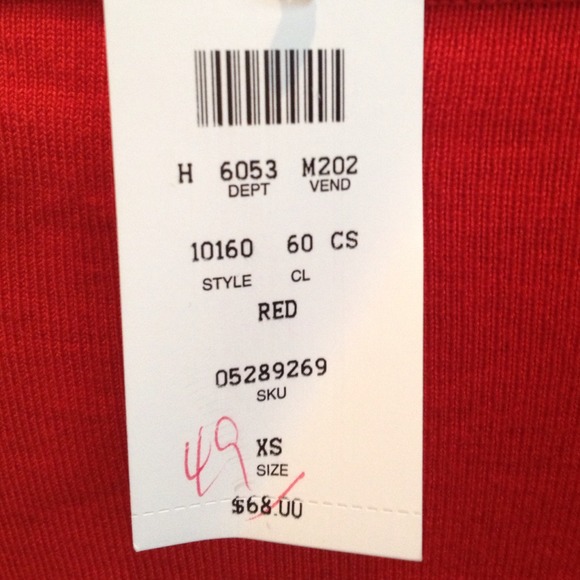 H 6053 M202
DEPT VEND
10160 60 CS
STYLE CL
RED
05289269
SKU
49 XS
SIZE
$68.00